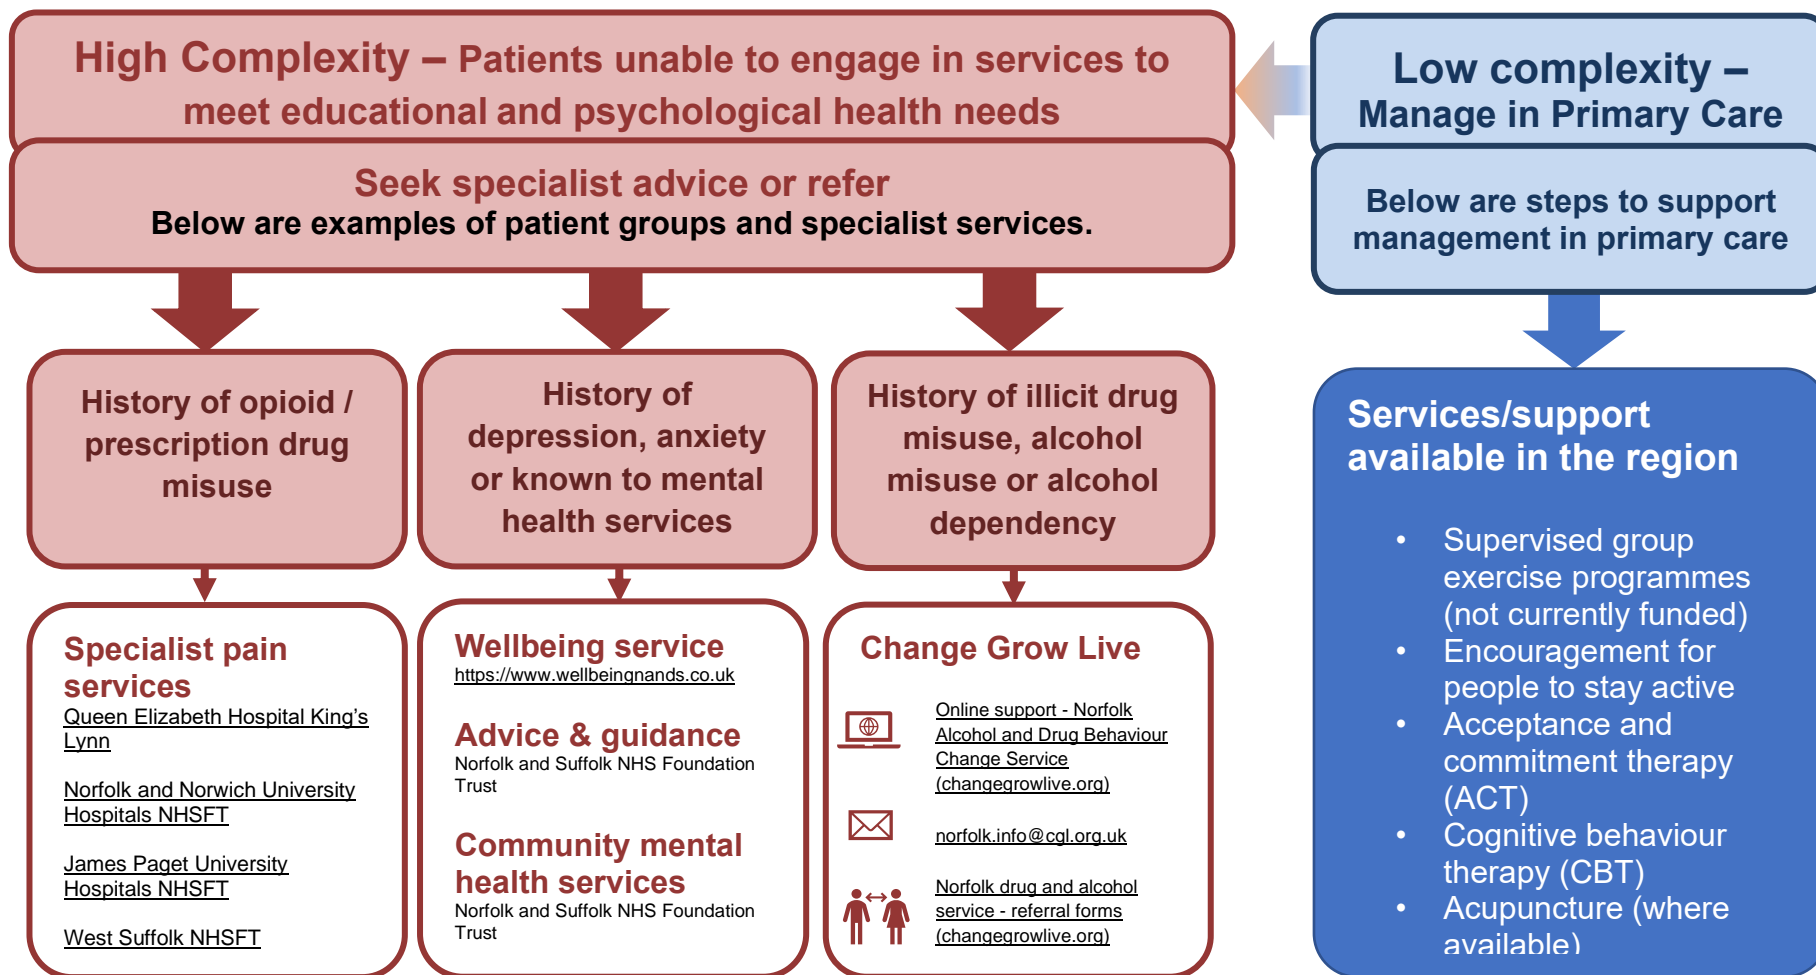 High Complexity – Patients unable to engage in services to
meet educational and psychological health needs
Seek specialist advice or refer
Below are examples of patient groups and specialist services.
Low complexity –
Manage in Primary Care
Below are steps to support
management in primary care
History of opioid /
prescription drug
misuse
History of
depression, anxiety
or known to mental
health services
History of illicit drug
misuse, alcohol
misuse or alcohol
dependency
Specialist pain
services
Queen Elizabeth Hospital King's
Lynn
Norfolk and Norwich University
Hospitals NHSFT
James Paget University
Hospitals NHSFT
West Suffolk NHSFT
Wellbeing service
https://www.wellbeingnands.co.uk
Advice & guidance
Norfolk and Suffolk NHS Foundation
Trust
Community mental
health services
Norfolk and Suffolk NHS Foundation
Trust
Change Grow Live
Online support - Norfolk
Alcohol and Drug Behaviour
Change Service
(changegrowlive.org)
norfolk.info@cgl.org.uk
Norfolk drug and alcohol
service - referral forms
(changegrowlive.org)
Services/support
available in the region
• Supervised group
exercise programmes
(not currently funded)
• Encouragement for
people to stay active
• Acceptance and
commitment therapy
(ACT)
• Cognitive behaviour
therapy (CBT)
• Acupuncture (where
available)